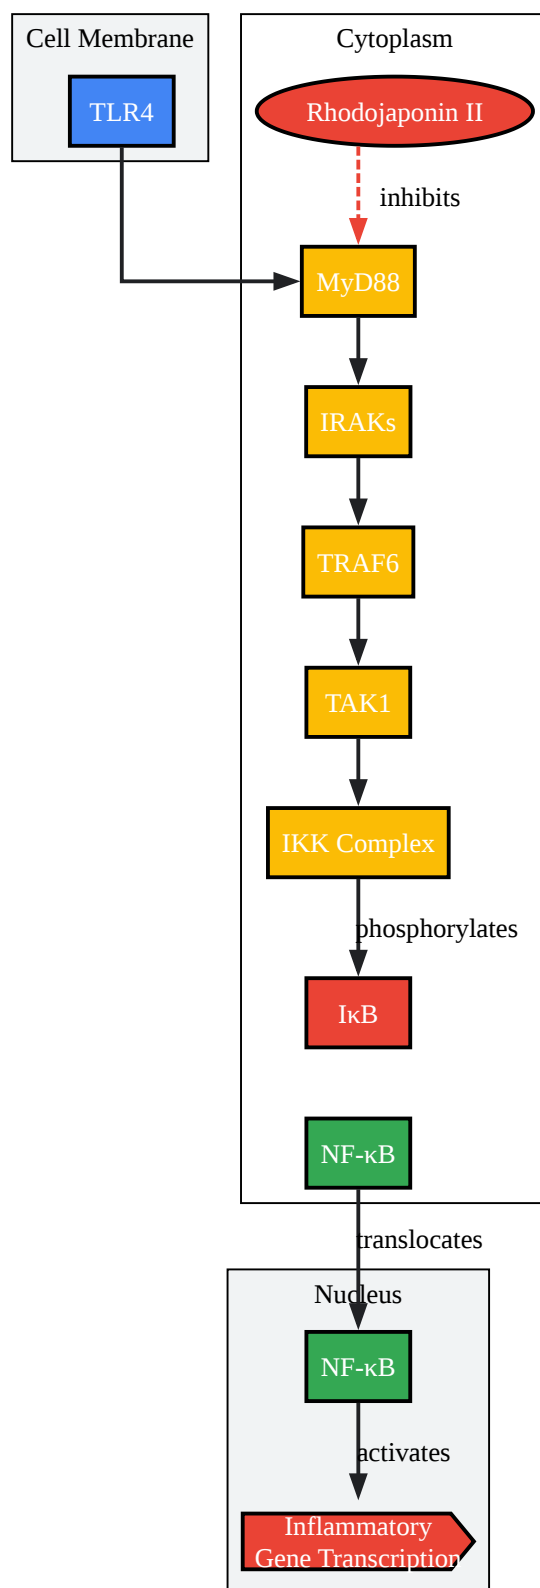 Cell Membrane
TLR4
Cytoplasm
Rhodojaponin II
inhibits
MyD88
IRAKs
TRAF6
TAK1
IKK Complex
phosphorylates
IκB
NF-κB
translocates
Nucleus
NF-κB
activates
Inflammatory
Gene Transcription